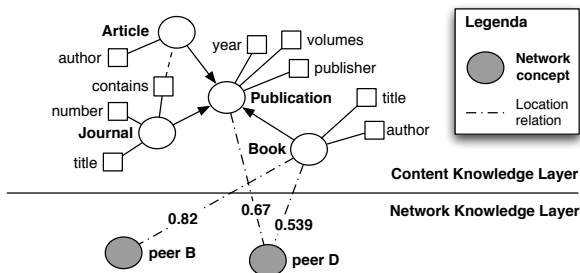 Article
author
year
volumes
publisher
contains
Publication
number
Journal
title
title
author
Book
Legenda
Network
concept
Location
relation
Content Knowledge Layer
Network Knowledge Layer
0.82
0.67
0.539
peer B
peer D